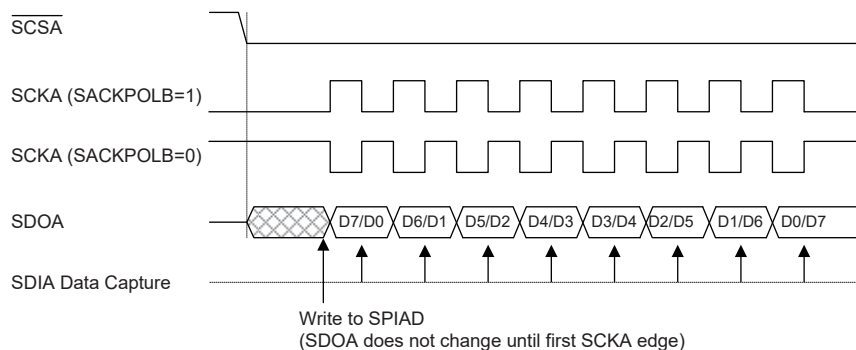 SCSA
SCKA (SACKPOLB=1)
SCKA (SACKPOLB=0)
SDOA
D7/D0 D6/D1 D5/D2 D4/D3 D3/D4 D2/D5 D1/D6 D0/D7
SDIA Data Capture
Write to SPIAD
(SDOA does not change until first SCKA edge)